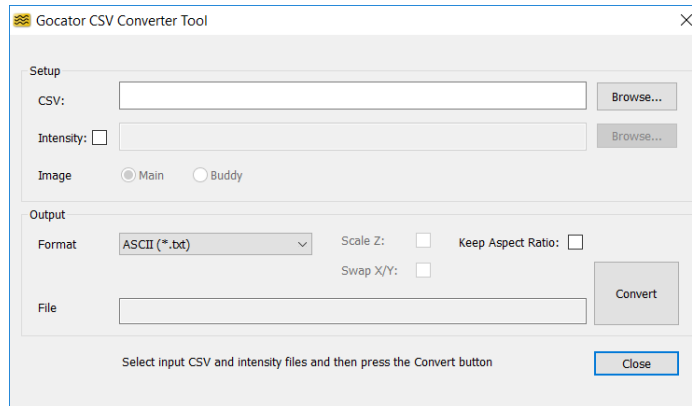 Gocator CSV Converter Tool
Setup
CSV: Browse...
Intensity: Browse...
Image Main Buddy
Output
Format ASCII (*.txt) Scale Z: Keep Aspect Ratio:
Swap X/Y:
Convert
File
Select input CSV and intensity files and then press the Convert button Close